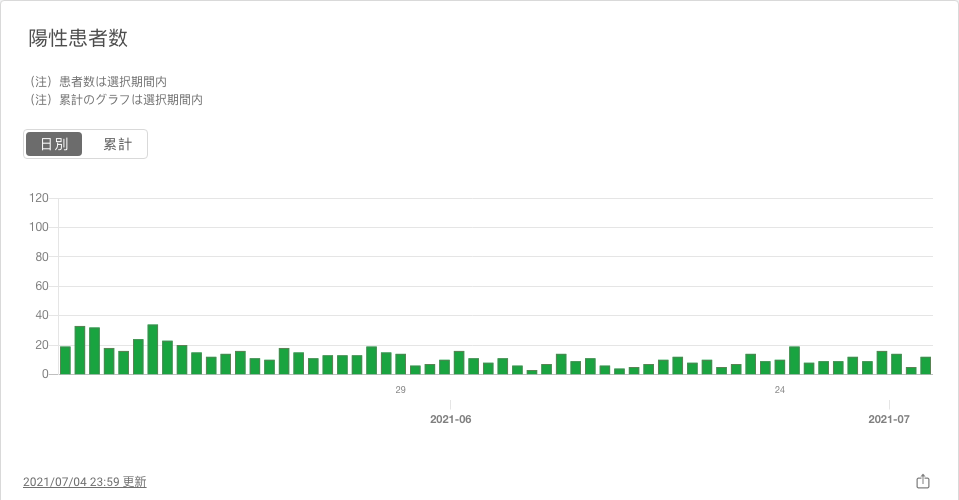 陽性患者数
（注）患者数は選択期間内
（注）累計のグラフは選択期間内
日別 累計
120
100
80
60
40
20
0
29 24
2021-06 2021-07
2021/07/04 23:59 更新